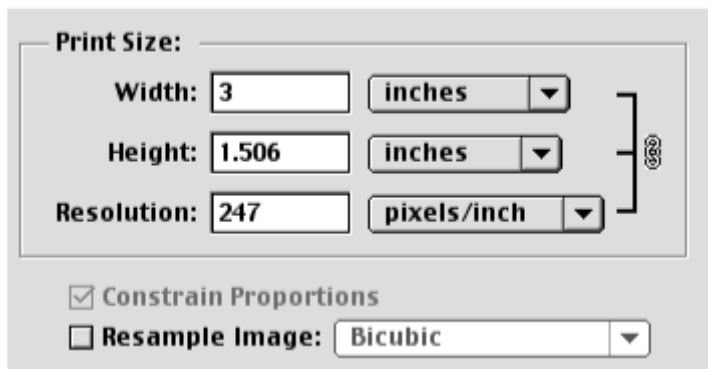 Print Size:
Width: 3 inches
Height: 1.506 inches
Resolution: 247 pixels/inch
Constrain Proportions
Resample Image: Bicubic